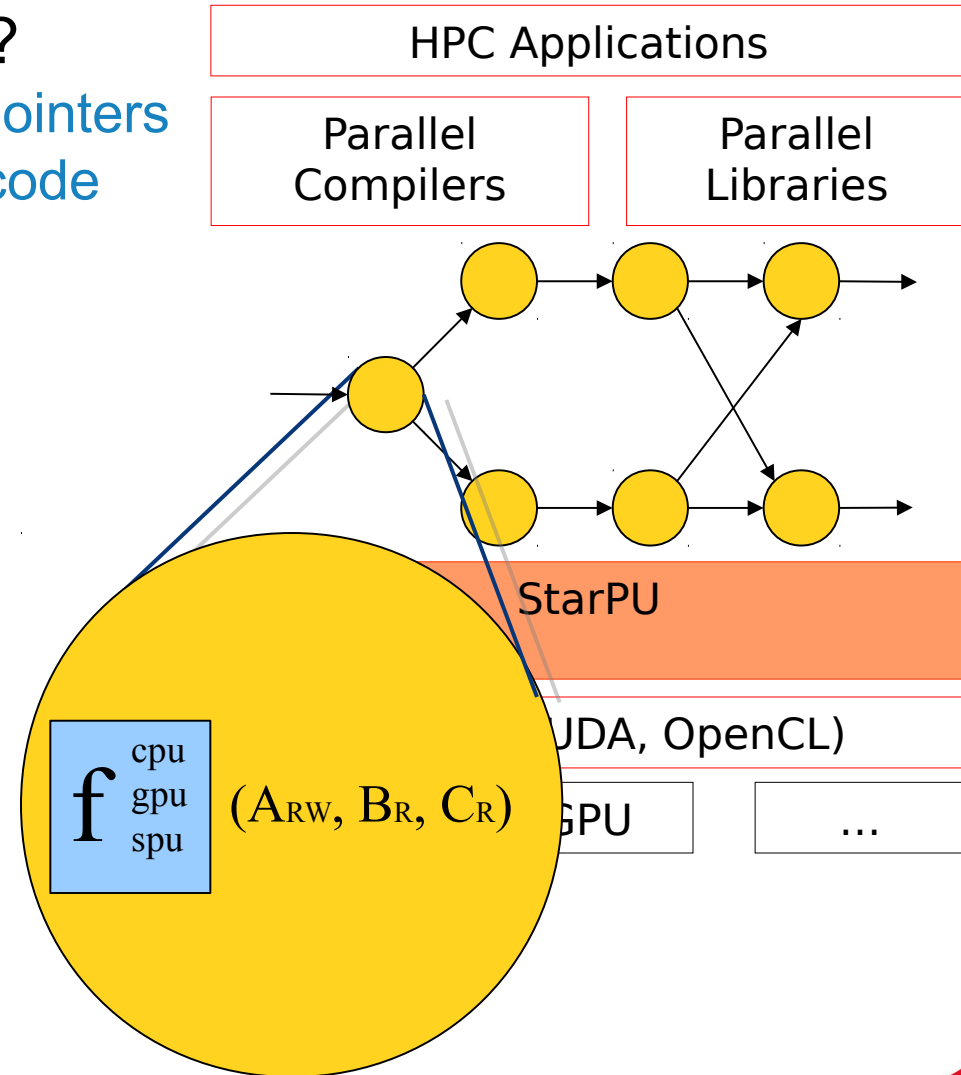 ?
ointers
code
HPC Applications
Parallel
Compilers
Parallel
Libraries
StarPU
UDA, OpenCL)
GPU
...
f
cpu
gpu
spu
(ARW, BR, CR)